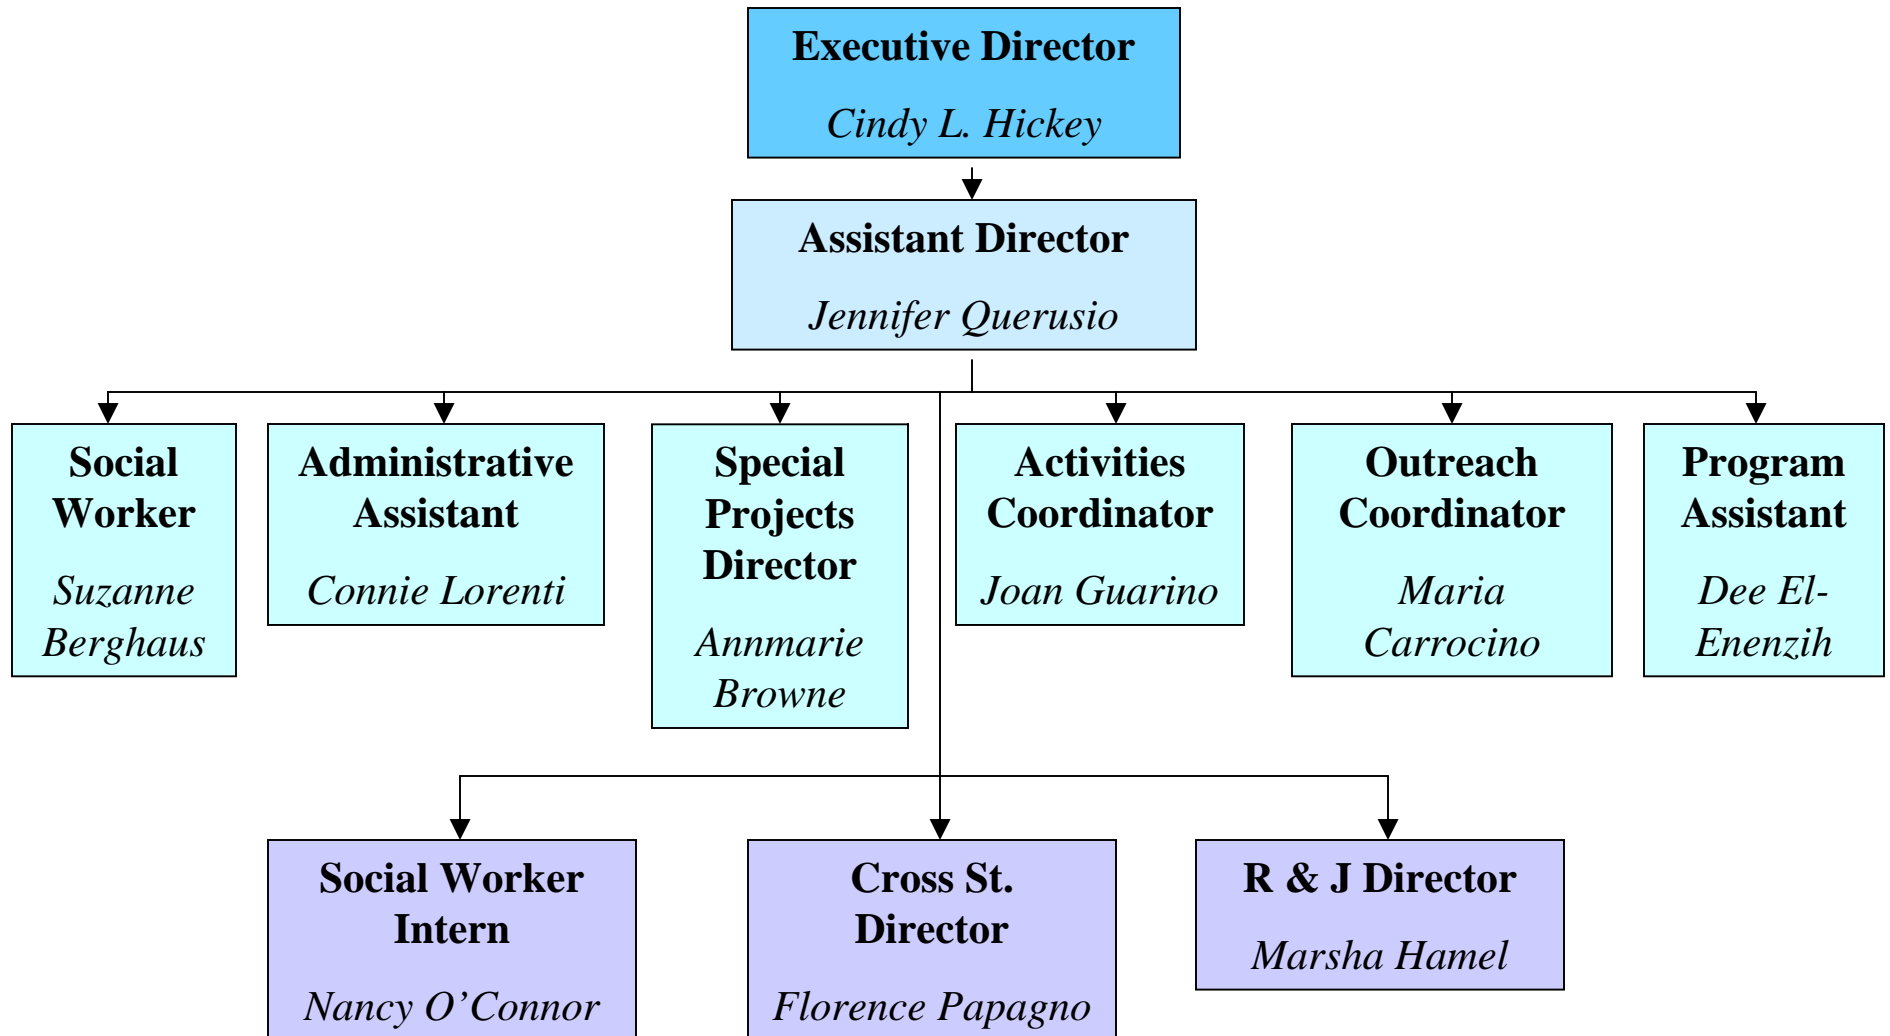 Executive Director
Cindy L. Hickey
Assistant Director
Jennifer Querusio
Social
Worker
Suzanne
Berghaus
Administrative
Assistant
Connie Lorenti
Special
Projects
Director
Annmarie
Browne
Activities
Coordinator
Joan Guarino
Outreach
Coordinator
Maria
Carrocino
Program
Assistant
Dee El-
Enenzih
Social Worker
Intern
Nancy O’Connor
Cross St.
Director
Florence Papagno
R & J Director
Marsha Hamel